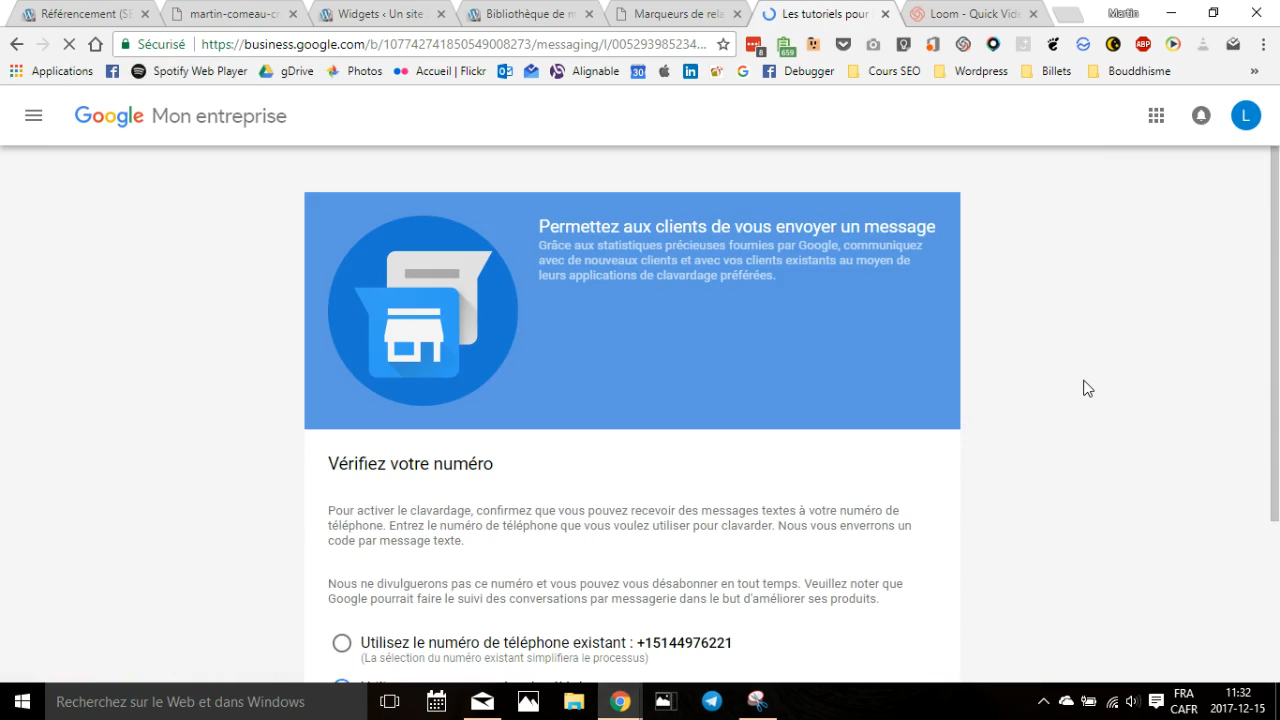 Référencement (SE
martin-comeau-cr
Widgets ‹ Un site
Bibliothèque de m
Marqueurs de rela
Les tutoriels pour
Loom - Quick Vide
Martin
Sécurisé
https://business.google.com/b/107742741850549008273/messaging/l/005293985234...
8
659
ABP
Applications
Spotify Web Player
gDrive
Photos
Accueil | Flickr
Alignable
30
Debugger
Cours SEO
Wordpress
Billets
Bouddhisme
»
Google Mon entreprise
L
Permettez aux clients de vous envoyer un message
Grâce aux statistiques précieuses fournies par Google, communiquez
avec de nouveaux clients et avec vos clients existants au moyen de
leurs applications de clavardage préférées.
Vérifiez votre numéro
Pour activer le clavardage, confirmez que vous pouvez recevoir des messages textes à votre numéro de
téléphone. Entrez le numéro de téléphone que vous voulez utiliser pour clavarder. Nous vous enverrons un
code par message texte.
Nous ne divulguerons pas ce numéro et vous pouvez vous désabonner en tout temps. Veuillez noter que
Google pourrait faire le suivi des conversations par messagerie dans le but d'améliorer ses produits.
Utilisez le numéro de téléphone existant : +15144976221
(La sélection du numéro existant simplifiera le processus)
Recherchez sur le Web et dans Windows
FRA
CAFR
11:32
2017-12-15